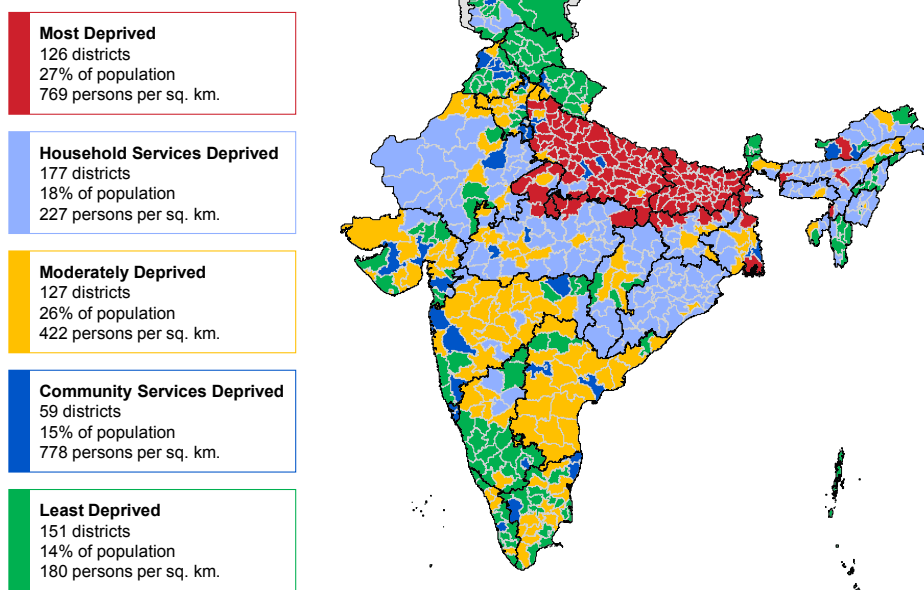 Most Deprived
126 districts
27% of population
769 persons per sq. km.
Household Services Deprived
177 districts
18% of population
227 persons per sq. km.
Moderately Deprived
127 districts
26% of population
422 persons per sq. km.
Community Services Deprived
59 districts
15% of population
778 persons per sq. km.
Least Deprived
151 districts
14% of population
180 persons per sq. km.